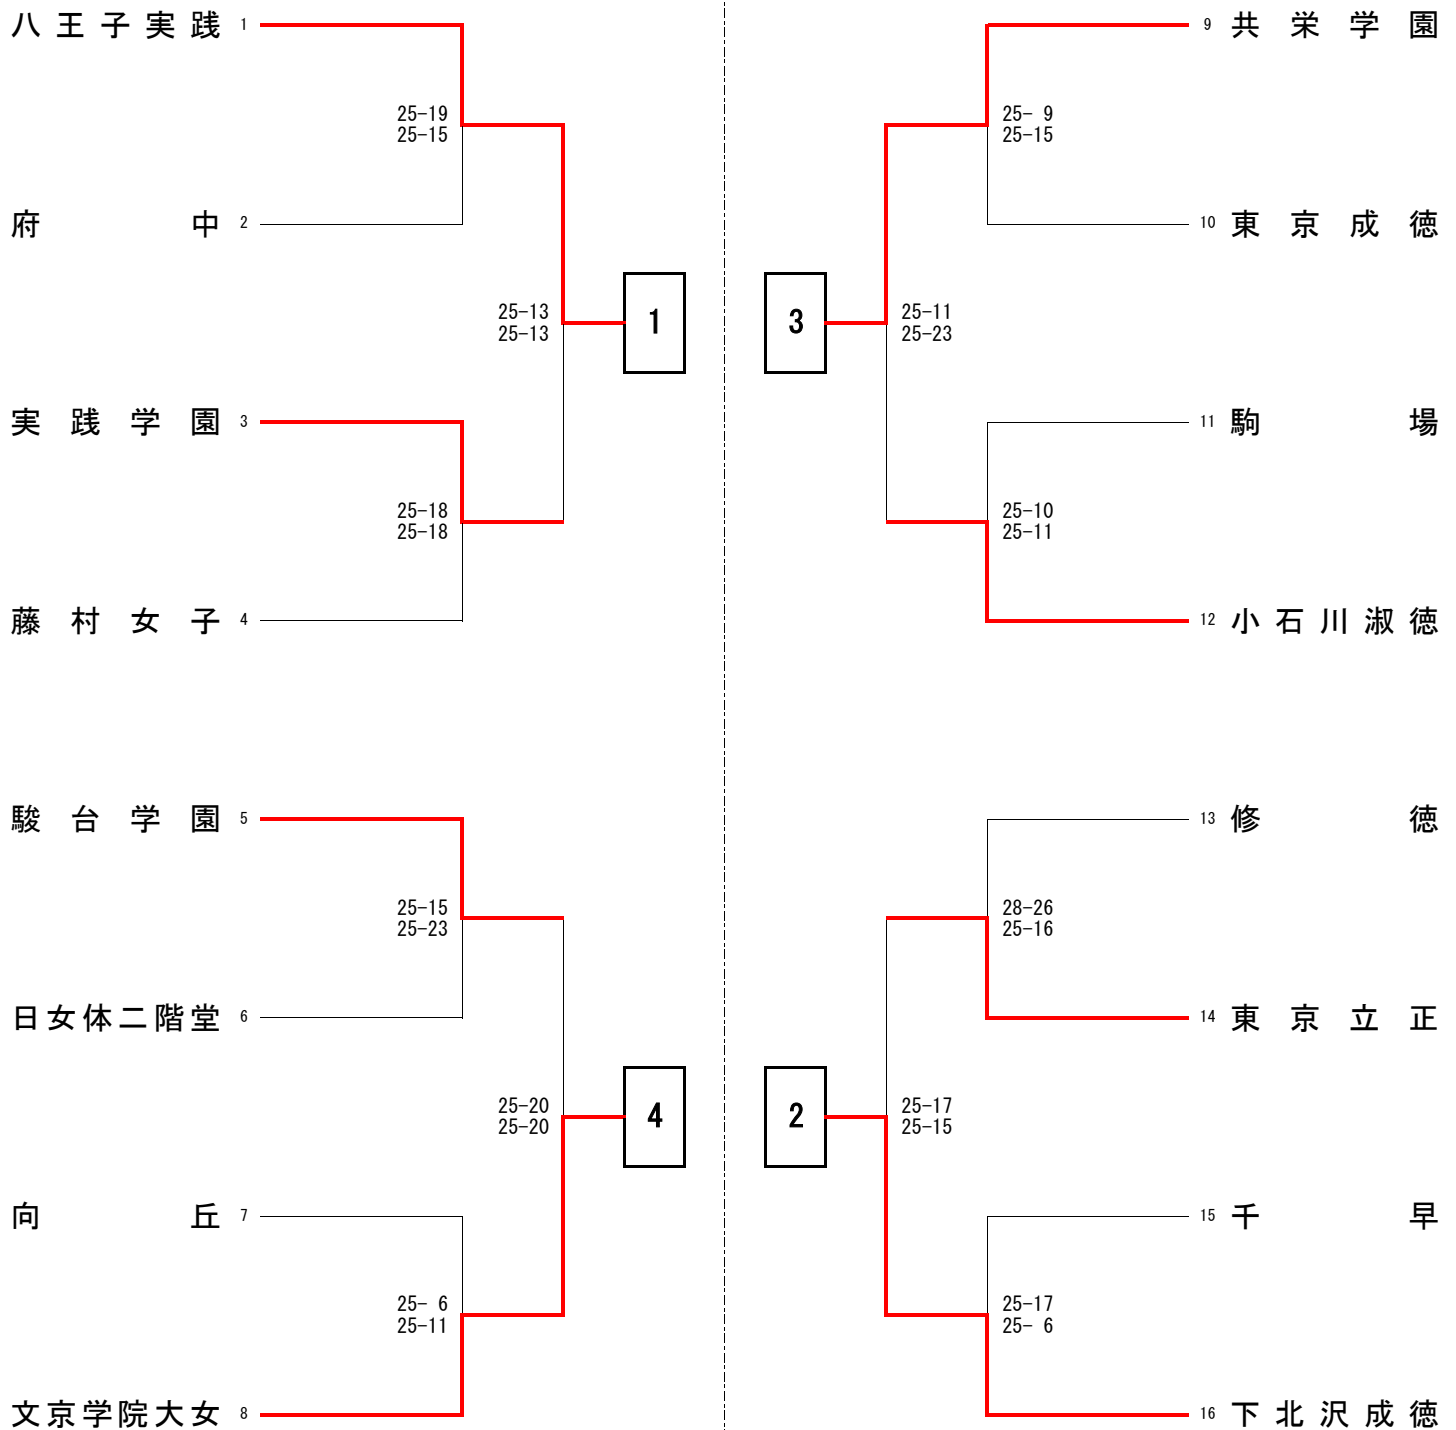 八王子実践 1
25-19
25-15
府中 2
25-13
25-13
1
実践学園 3
25-18
25-18
藤村女子 4
駿台学園 5
25-15
25-23
日女体二階堂 6
25-20
25-20
4
向丘 7
25- 6
25-11
文京学院大女 8
9 共栄学園
25- 9
25-15
10 東京成徳
3
25-11
25-23
11 駒場
25-10
25-11
12 小石川淑徳
13 修徳
28-26
25-16
14 東京立正
2
25-17
25-15
15 千早
25-17
25- 6
16 下北沢成徳